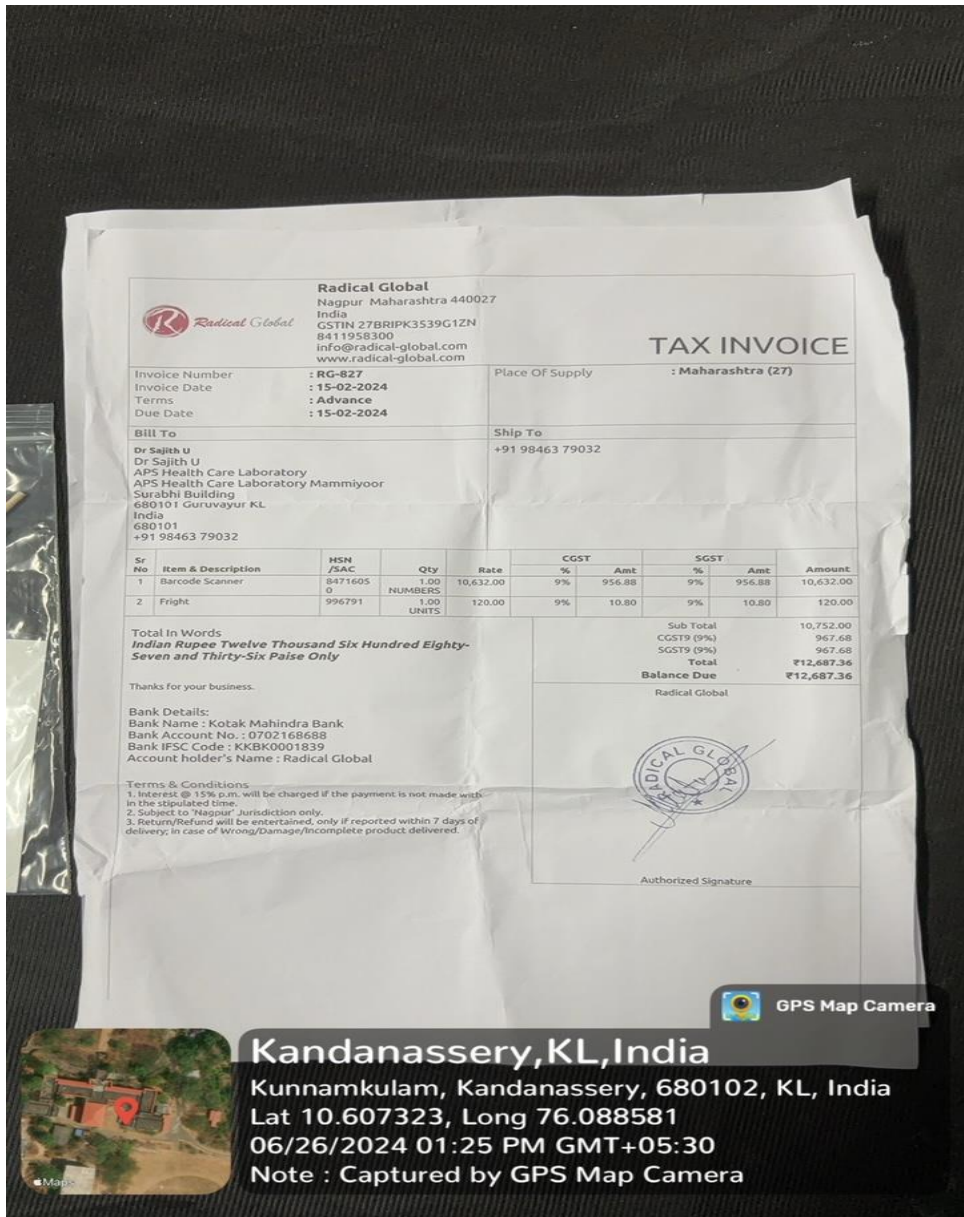 Radical Global
Radical Global
Nagpur Maharashtra 440027
India
GSTIN 27BRIPK3539G1ZN
8411958300
info@radical-global.com
www.radical-global.com
TAX INVOICE
Invoice Number : RG-827
Invoice Date : 15-02-2024
Terms : Advance
Due Date : 15-02-2024
Place Of Supply : Maharashtra (27)
Bill To
Dr Sajith U
Dr Sajith U
APS Health Care Laboratory
APS Health Care Laboratory Mammiyoor
Surabhi Building
680101 Guruvayur KL
India
680101
+91 98463 79032
Ship To
+91 98463 79032
Sr No Item & Description HSN /SAC Qty Rate CGST % Amt SGST % Amt Amount
1 Barcode Scanner 84716050 1.00 NUMBERS 10,632.00 9% 956.88 9% 956.88 10,632.00
2 Fright 996791 1.00 UNITS 120.00 9% 10.80 9% 10.80 120.00
Sub Total 10,752.00
CGST9 (9%) 967.68
SGST9 (9%) 967.68
Total ₹12,687.36
Balance Due ₹12,687.36
Total In Words
Indian Rupee Twelve Thousand Six Hundred Eighty-
Seven and Thirty-Six Paise Only
Thanks for your business.
Bank Details:
Bank Name : Kotak Mahindra Bank
Bank Account No. : 0702168688
Bank IFSC Code : KKBK0001839
Account holder's Name : Radical Global
Terms & Conditions
1. Interest @ 15% p.m. will be charged if the payment is not made with-
in the stipulated time.
2. Subject to 'Nagpur' Jurisdiction only.
3. Return/Refund will be entertained, only if reported within 7 days of
delivery; in case of Wrong/Damage/Incomplete product delivered.
Radical Global
RADICAL GLOBAL
Authorized Signature
GPS Map Camera
Kandanassery,KL,India
Kunnamkulam, Kandanassery, 680102, KL, India
Lat 10.607323, Long 76.088581
06/26/2024 01:25 PM GMT+05:30
Note : Captured by GPS Map Camera
Maps